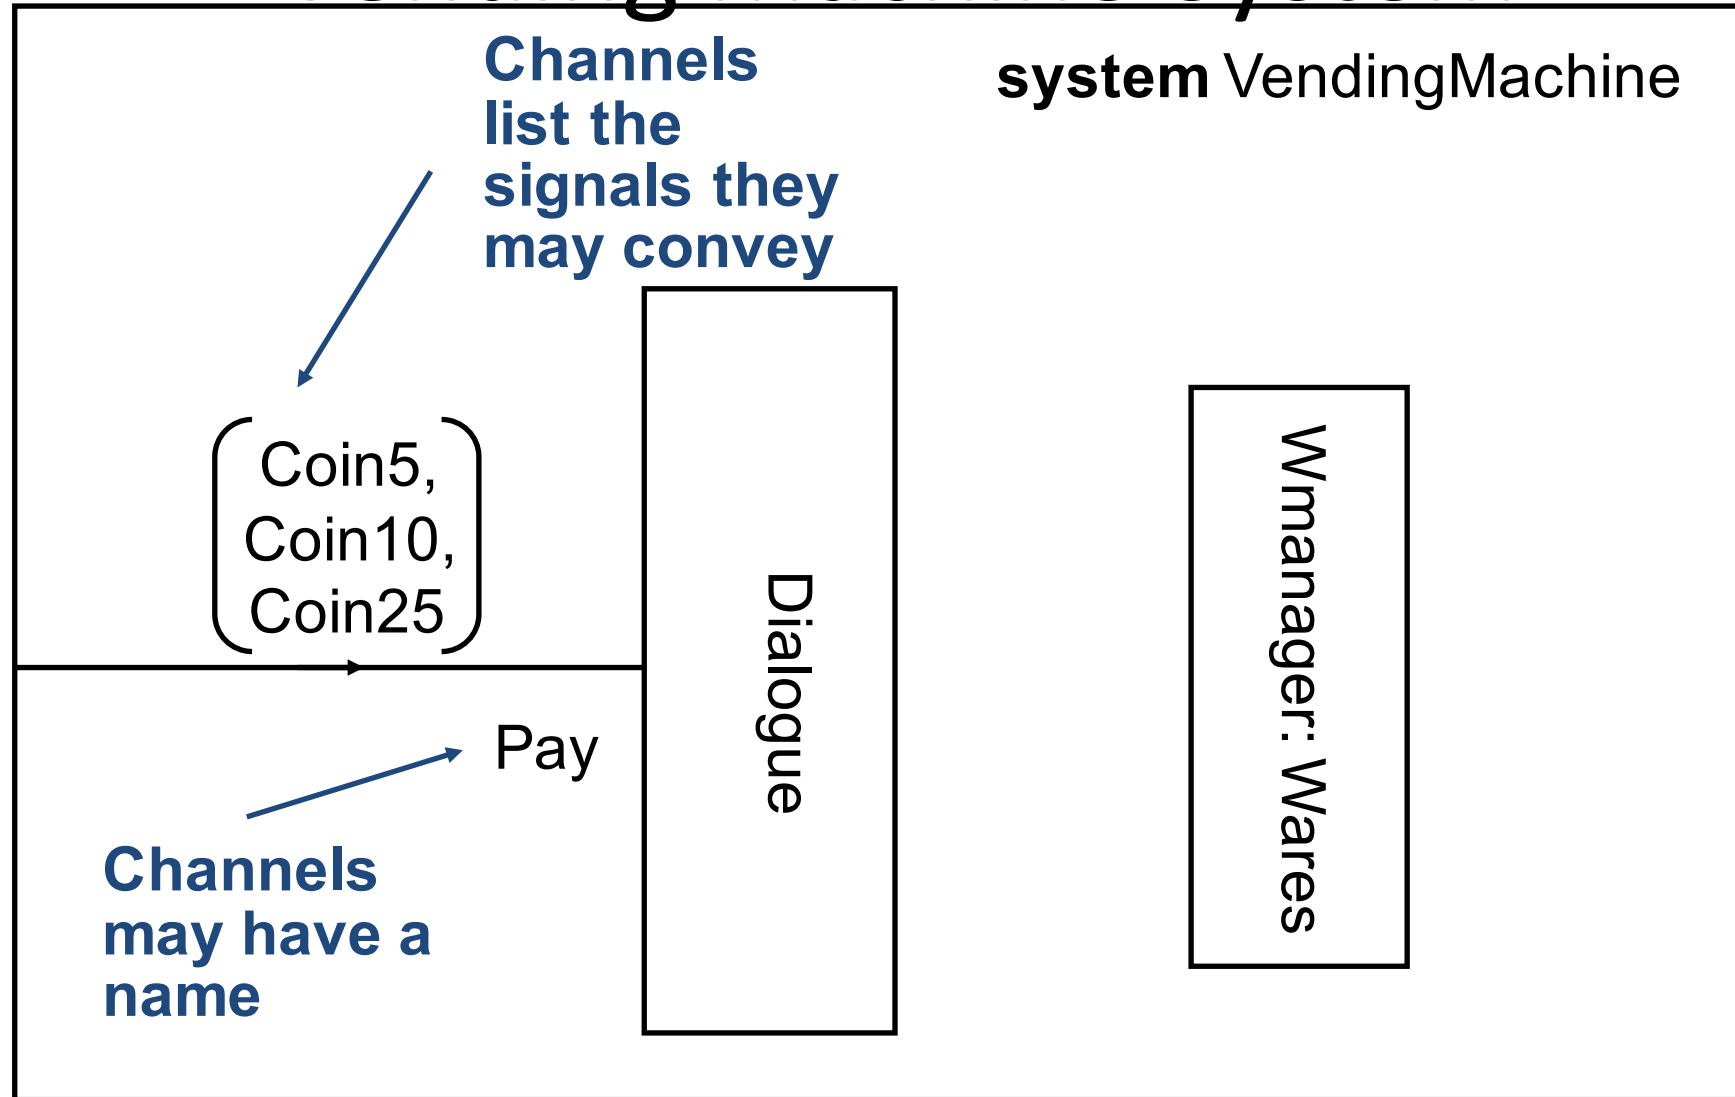 system VendingMachine
Channels
list the
signals they
may convey
Coin5,
Coin10,
Coin25
Pay
Channels
may have a
name
Dialogue
Wmanager: Wares